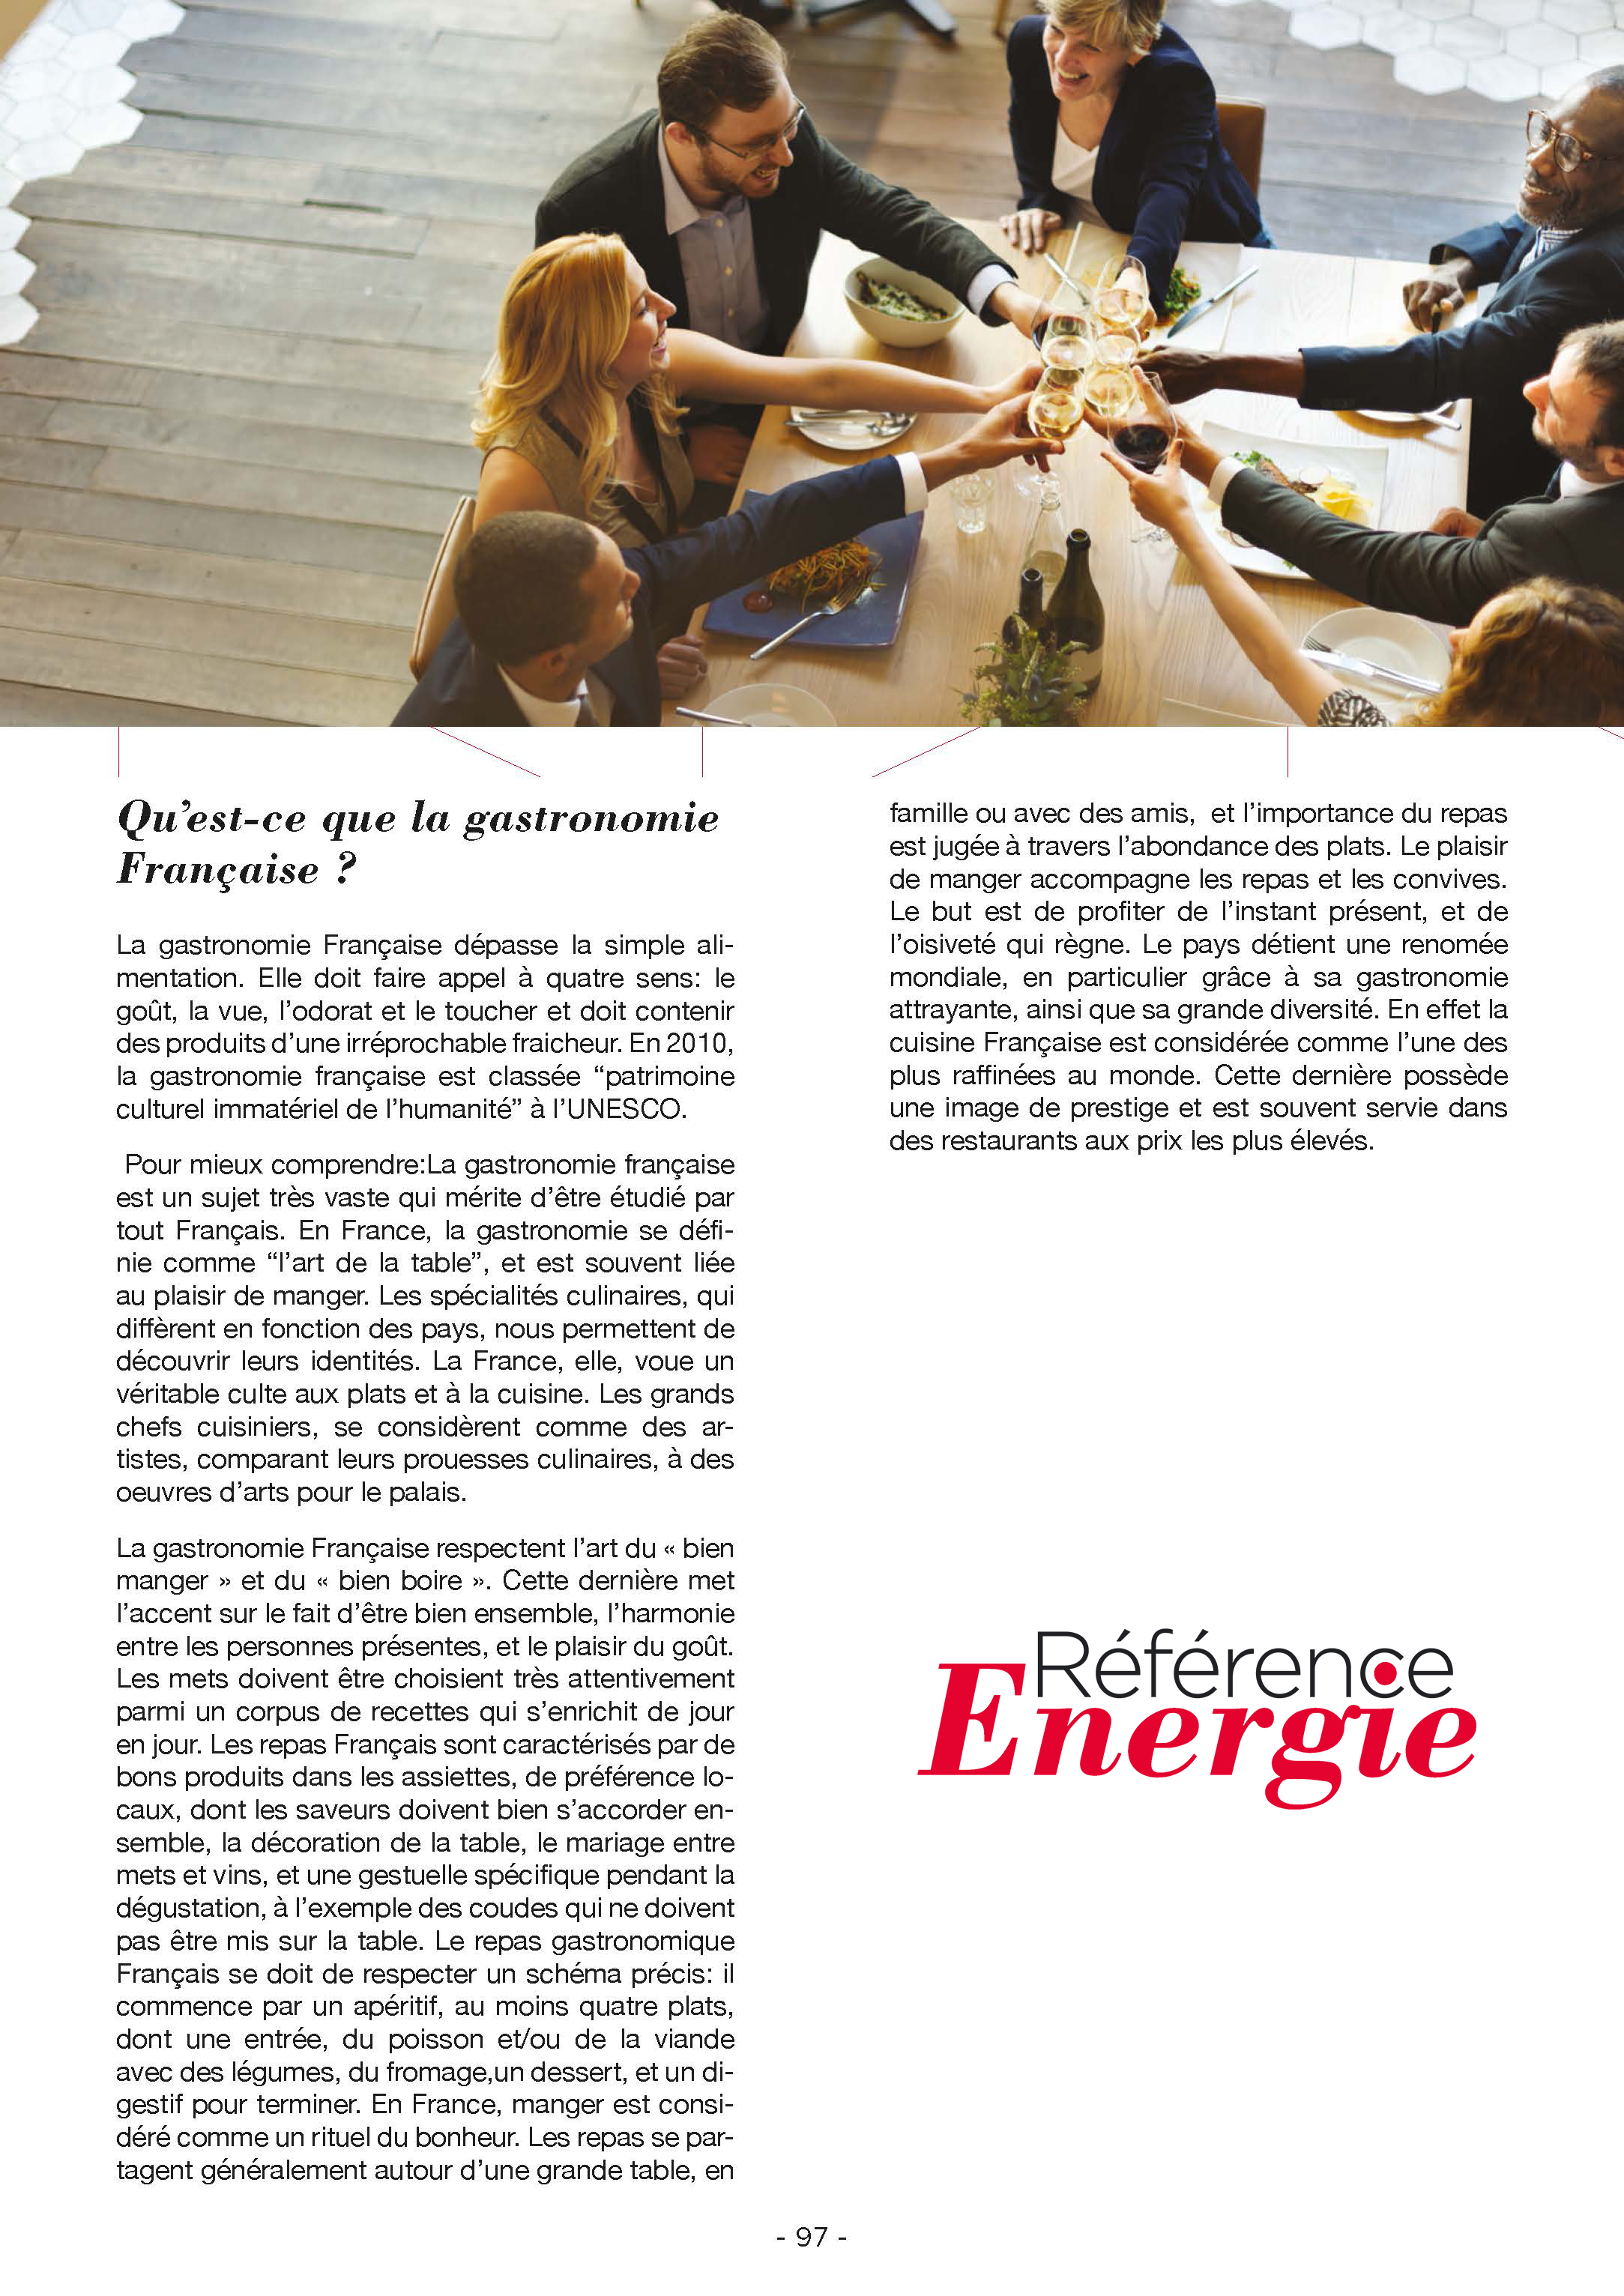 Qu’est-ce que la gastronomie
Française ?
La gastronomie Française dépasse la simple ali-
mentation. Elle doit faire appel à quatre sens: le
goût, la vue, l’odorat et le toucher et doit contenir
des produits d’une irréprochable fraicheur. En 2010,
la gastronomie française est classée “patrimoine
culturel immatériel de l’humanité” à l’UNESCO.
Pour mieux comprendre:La gastronomie française
est un sujet très vaste qui mérite d’être étudié par
tout Français. En France, la gastronomie se défi-
nie comme “l’art de la table”, et est souvent liée
au plaisir de manger. Les spécialités culinaires, qui
diffèrent en fonction des pays, nous permettent de
découvrir leurs identités. La France, elle, voue un
véritable culte aux plats et à la cuisine. Les grands
chefs cuisiniers, se considèrent comme des ar-
tistes, comparant leurs prouesses culinaires, à des
oeuvres d’arts pour le palais.
La gastronomie Française respectent l’art du « bien
manger » et du « bien boire ». Cette dernière met
l’accent sur le fait d’être bien ensemble, l’harmonie
entre les personnes présentes, et le plaisir du goût.
Les mets doivent être choisient très attentivement
parmi un corpus de recettes qui s’enrichit de jour
en jour. Les repas Français sont caractérisés par de
bons produits dans les assiettes, de préférence lo-
caux, dont les saveurs doivent bien s’accorder en-
semble, la décoration de la table, le mariage entre
mets et vins, et une gestuelle spécifique pendant la
dégustation, à l’exemple des coudes qui ne doivent
pas être mis sur la table. Le repas gastronomique
Français se doit de respecter un schéma précis: il
commence par un apéritif, au moins quatre plats,
dont une entrée, du poisson et/ou de la viande
avec des légumes, du fromage,un dessert, et un di-
gestif pour terminer. En France, manger est consi-
déré comme un rituel du bonheur. Les repas se par-
tagent généralement autour d’une grande table, en
famille ou avec des amis, et l’importance du repas
est jugée à travers l’abondance des plats. Le plaisir
de manger accompagne les repas et les convives.
Le but est de profiter de l’instant présent, et de
l’oisiveté qui règne. Le pays détient une renomée
mondiale, en particulier grâce à sa gastronomie
attrayante, ainsi que sa grande diversité. En effet la
cuisine Française est considérée comme l’une des
plus raffinées au monde. Cette dernière possède
une image de prestige et est souvent servie dans
des restaurants aux prix les plus élevés.
Référence
Energie
- 97 -